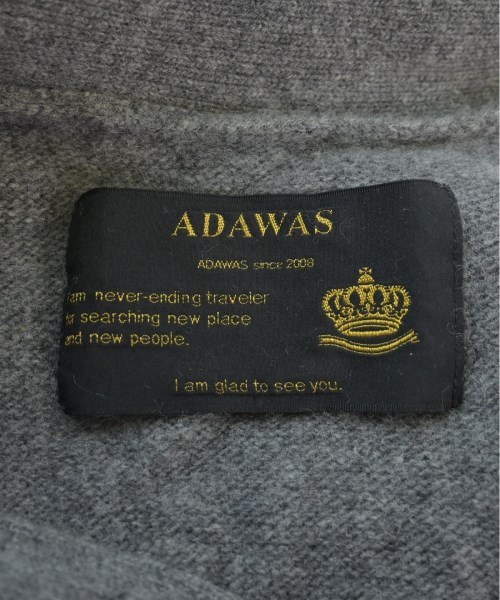 ADAWAS
ADAWAS since 2008
I am never-ending traveler
for searching new place
and new people.
I am glad to see you.